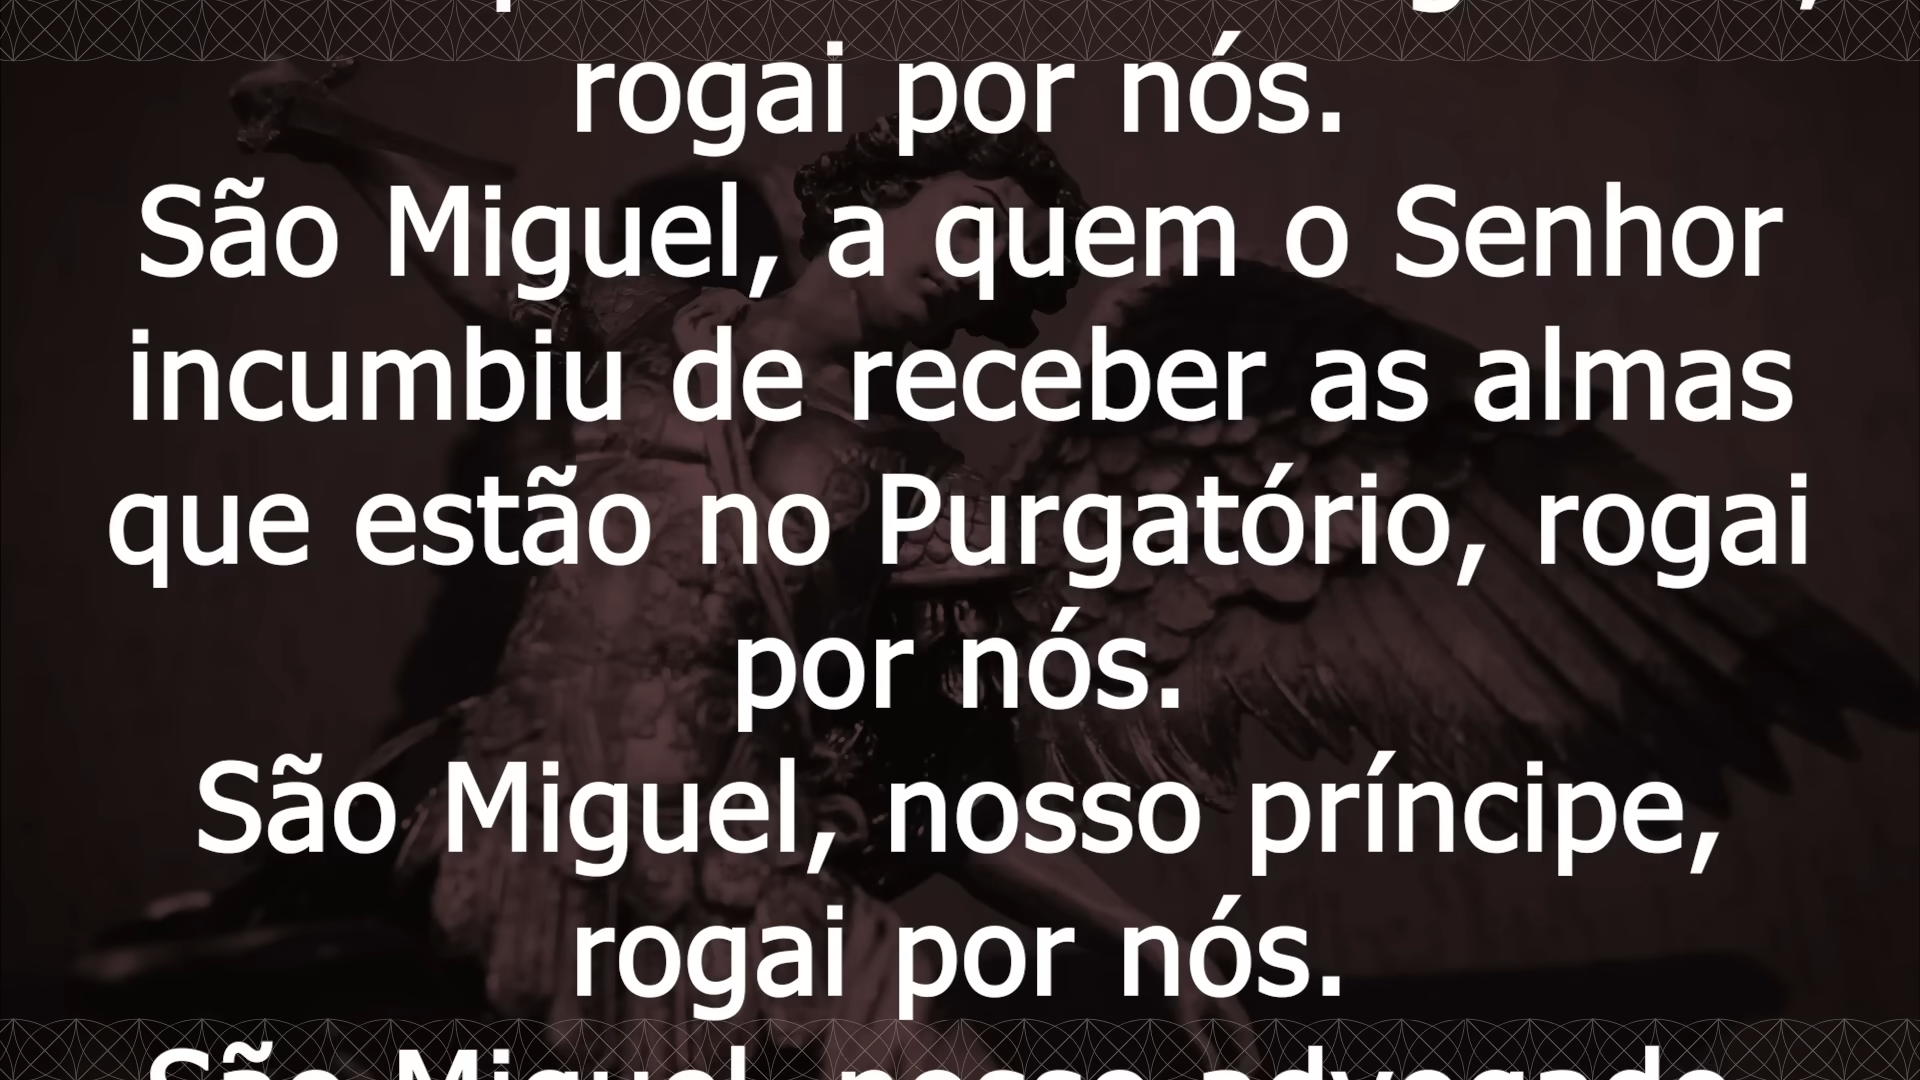 rogai por nós.
São Miguel, a quem o Senhor
incumbiu de receber as almas
que estão no Purgatório, rogai
por nós.
São Miguel, nosso príncipe,
rogai por nós.
São Miguel, nosso advogado,